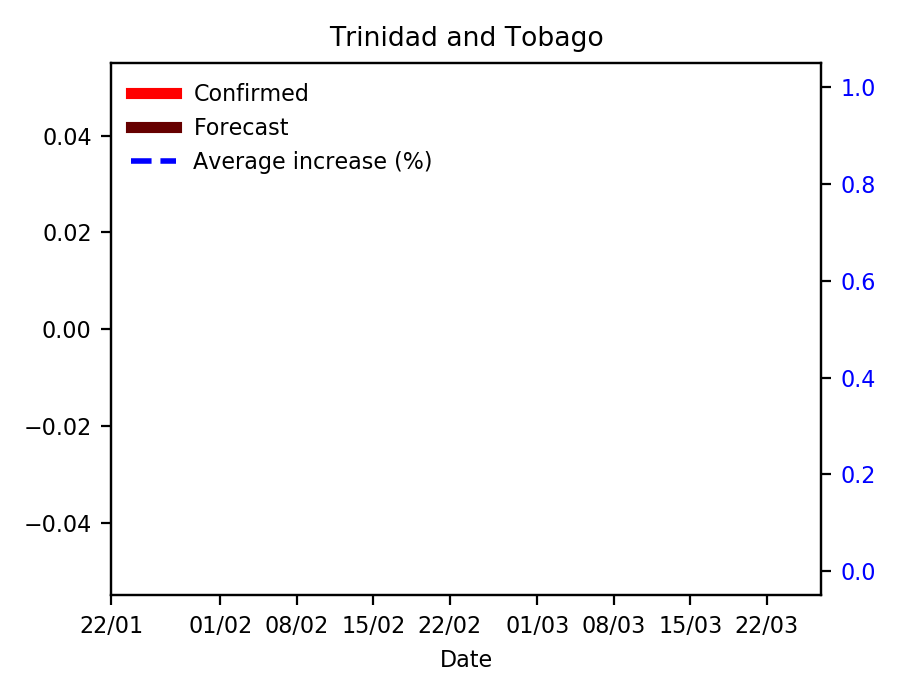 Trinidad and Tobago
Confirmed
Forecast
Average increase (%)
0.04
0.02
0.00
−0.02
−0.04
1.0
0.8
0.6
0.4
0.2
0.0
22/01 01/02 08/02 15/02 22/02 01/03 08/03 15/03 22/03
Date